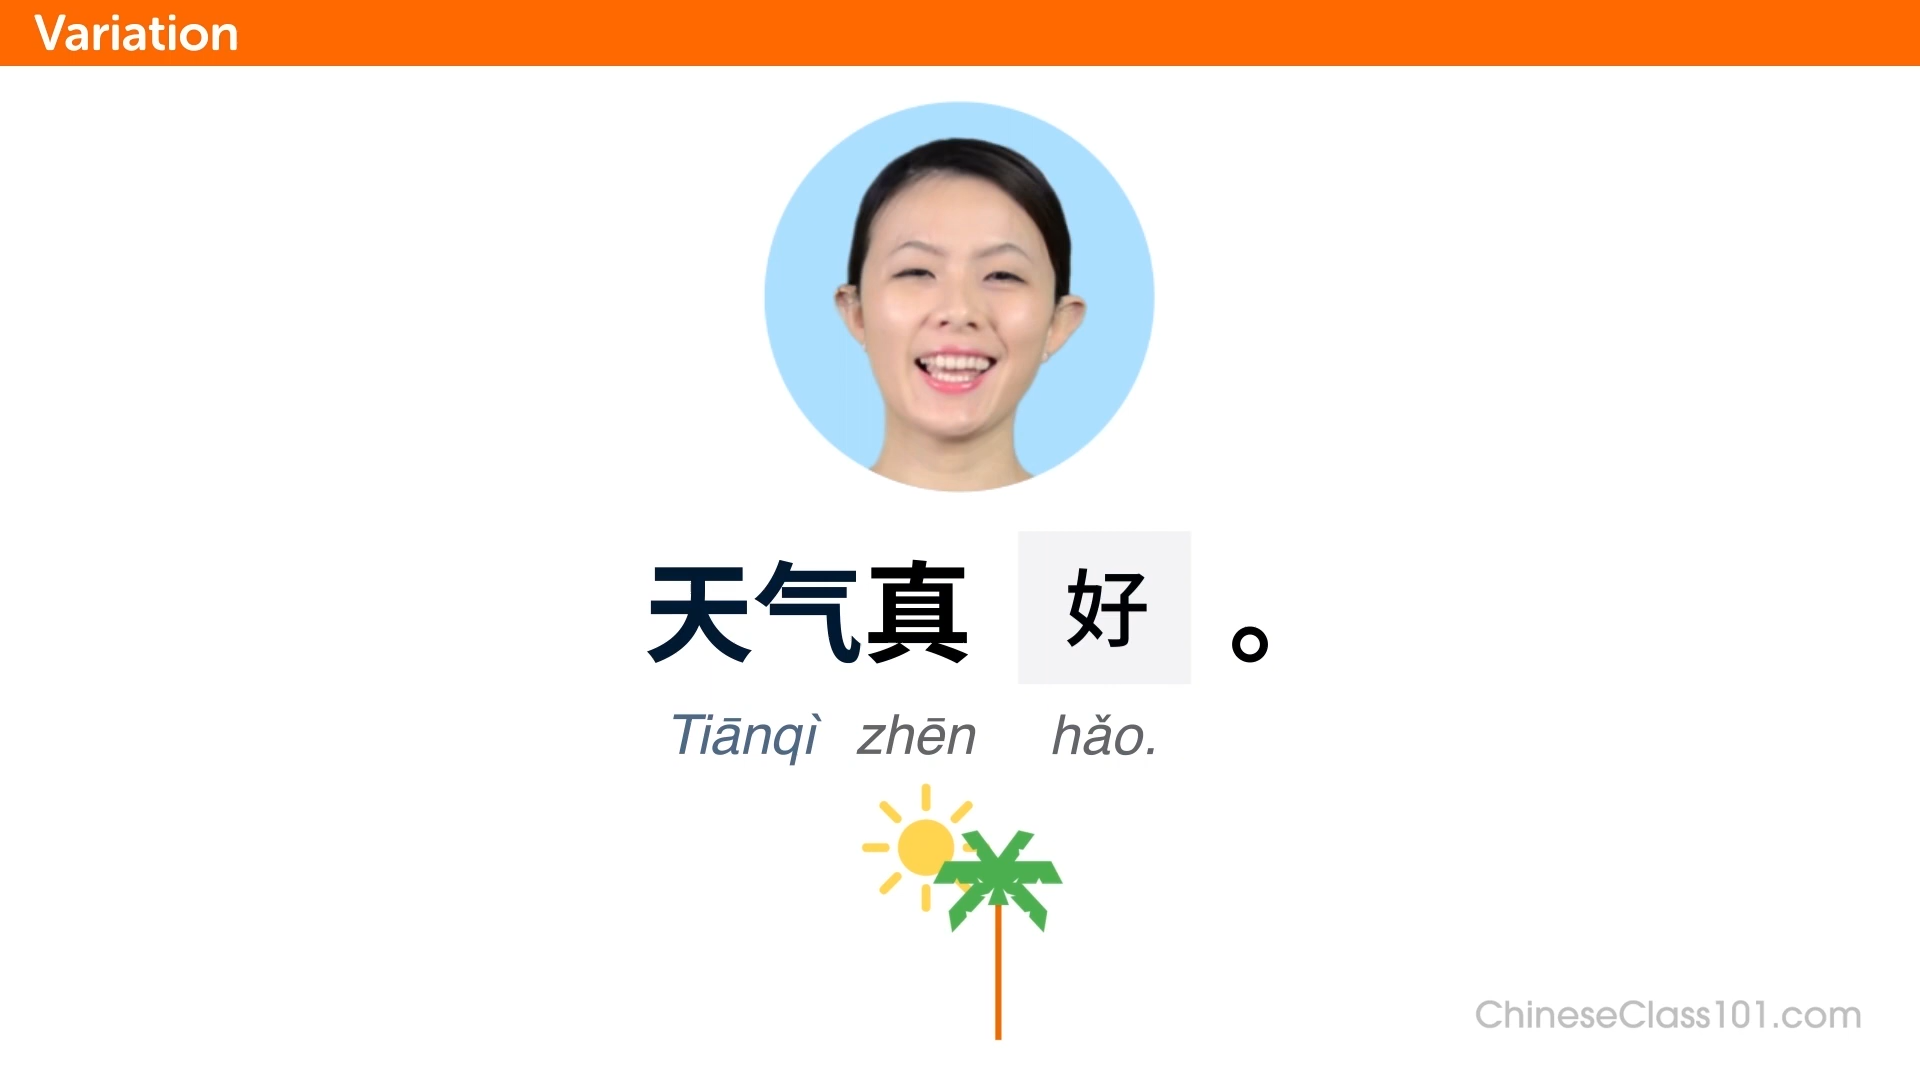 Variation
天气真 好 。
Tiānqì zhēn hǎo.
ChineseClass101.com